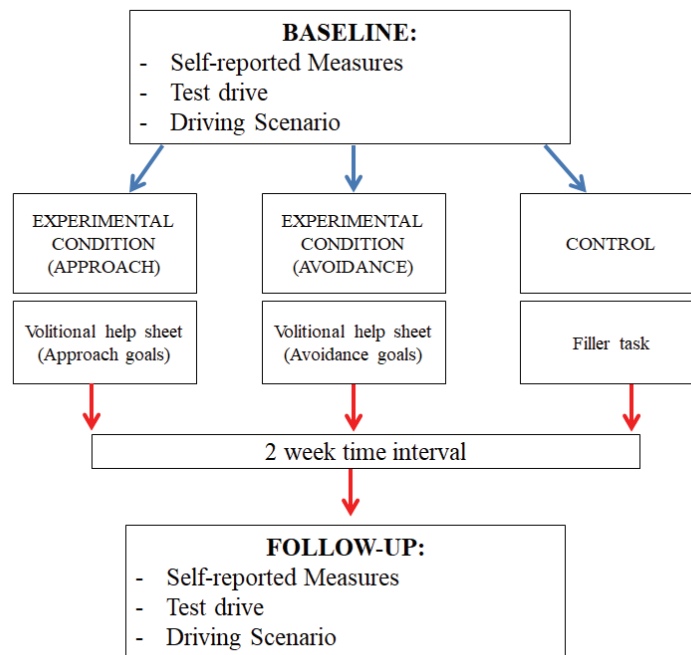 BASELINE:
- Self-reported Measures
- Test drive
- Driving Scenario
EXPERIMENTAL
CONDITION
(APPROACH)
EXPERIMENTAL
CONDITION
(AVOIDANCE)
CONTROL
Volitional help sheet
(Approach goals)
Volitional help sheet
(Avoidance goals)
Filler task
2 week time interval
FOLLOW-UP:
- Self-reported Measures
- Test drive
- Driving Scenario